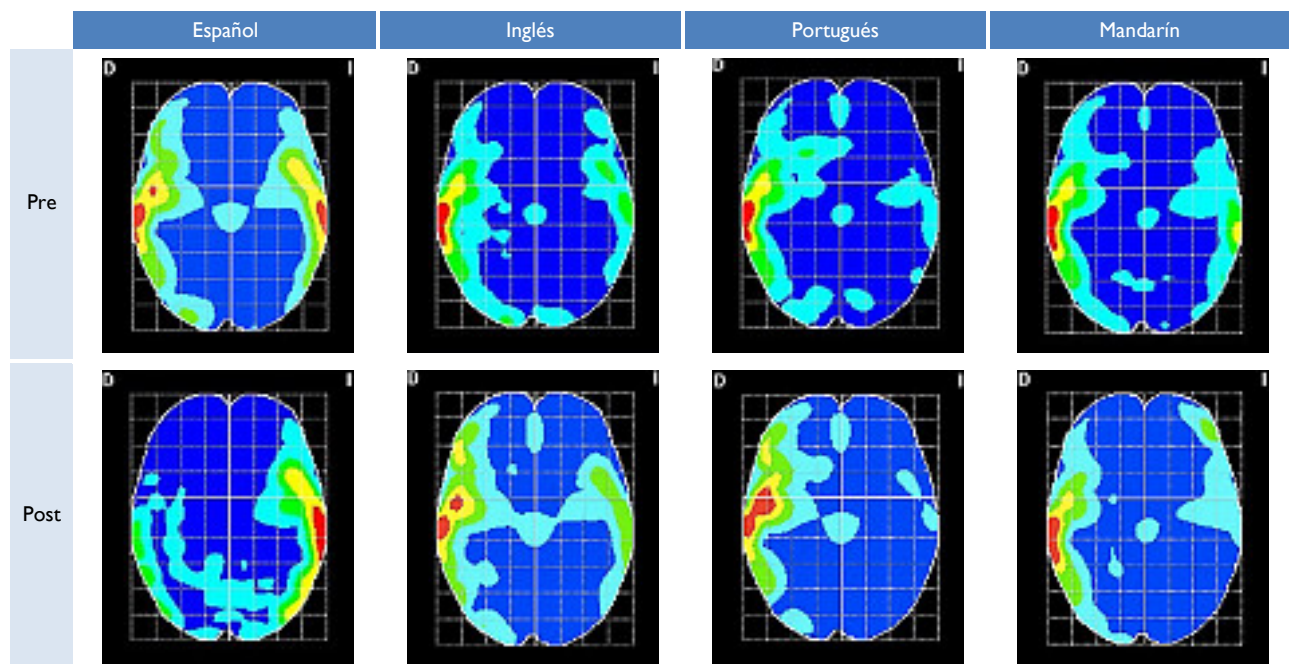 Español Inglés Portugués Mandarín
D I D I D I D I
Pre
D I D I D I D I
Post